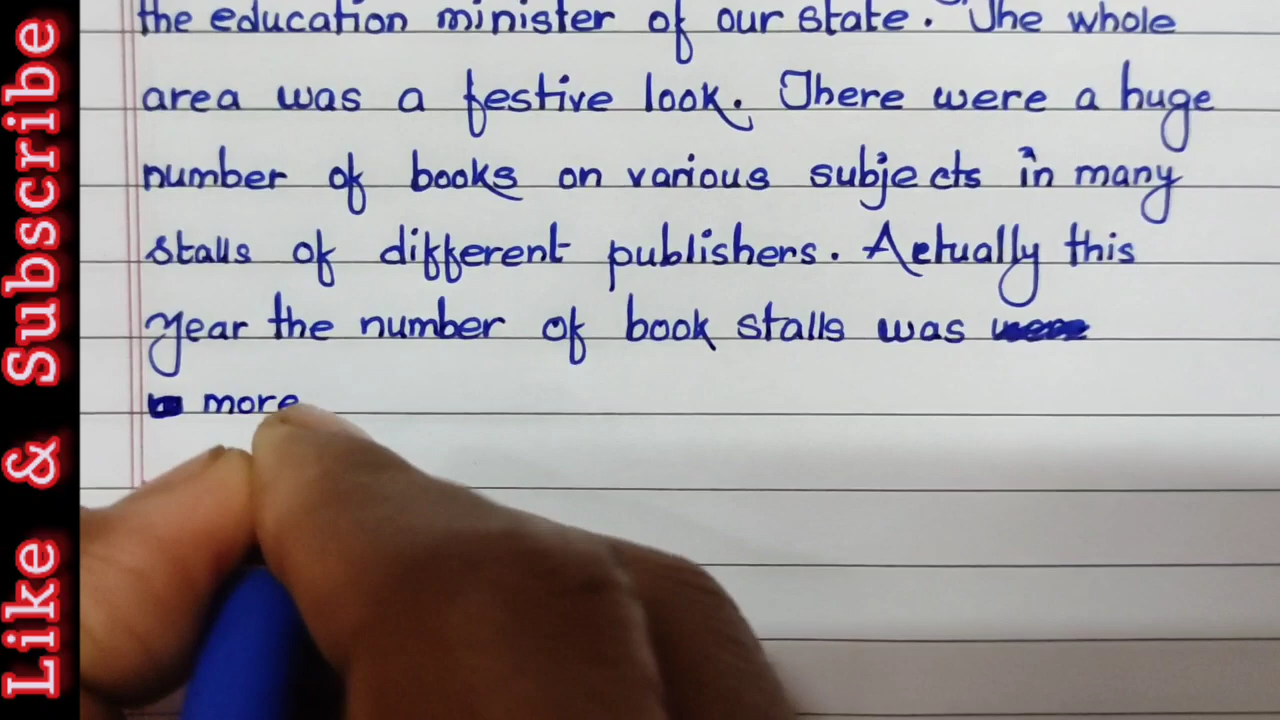 the education minister of our state. The whole
area was a festive look. There were a huge
number of books on various subjects in many
stalls of different publishers. Actually this
year the number of book stalls was
more
Like & Subscribe